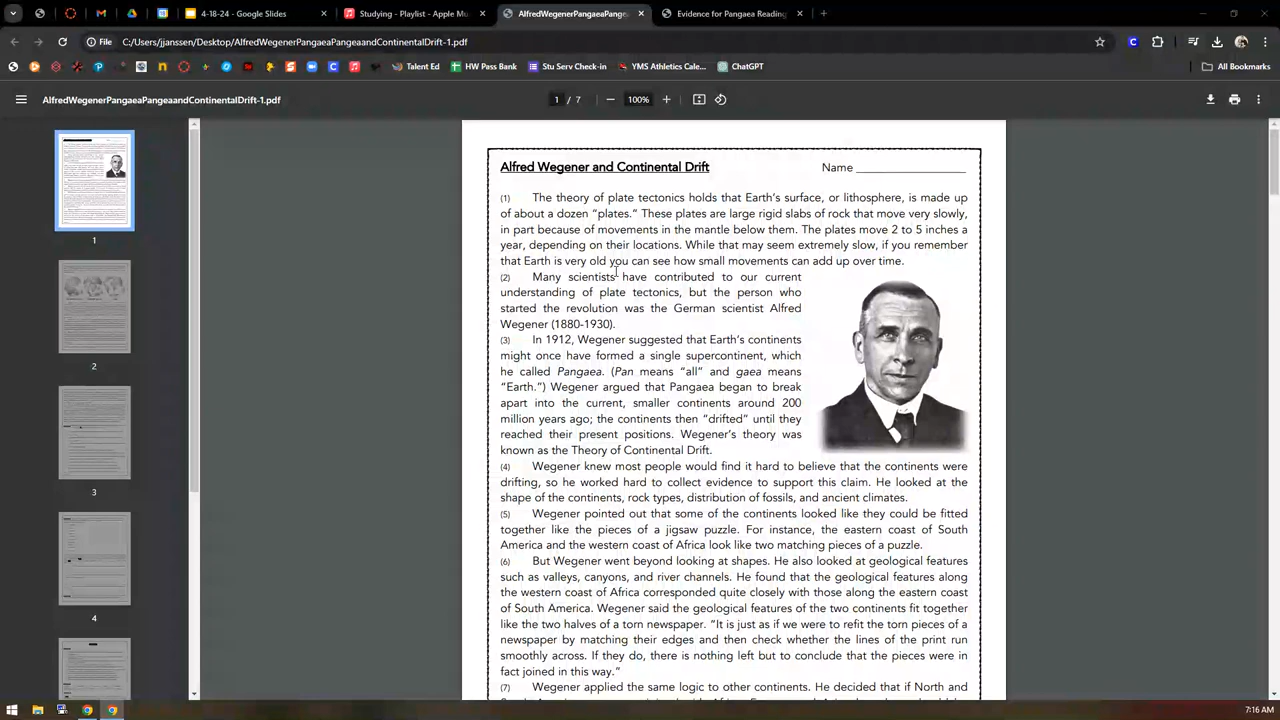 4-18-24 - Google Slides
Studying - Playlist - Apple Mu
AlfredWegenerPangaeaPange
Evidence for Pangaea Reading
File
C:/Users/jjanssen/Desktop/AlfredWegenerPangaeaPangeaandContinentalDrift-1.pdf
Talent Ed
HW Pass Bank
Stu Serv Check-in
YMS Athletics Cale...
ChatGPT
All Bookmarks
AlfredWegenerPangaeaPangeaandContinentalDrift-1.pdf
1 / 7
100%
1
2
3
4
Alfred Wegener and Continental Drift Name
The theory of plate tectonics holds that Earth's surface, or lithosphere, is made up
of about a dozen "plates." These plates are large rigid slabs of rock that move very slowly,
in part because of movements in the mantle below them. The plates move 2 to 5 inches a
year, depending on their locations. While that may seem extremely slow, if you remember
that Earth is very old you can see how small movements can add up over time.
Many scientists have contributed to our current
understanding of plate tectonics, but the person who
started the revolution was the German scientist Alfred
Wegener (1880-1930).
(3) In 1912, Wegener suggested that Earth's continents
might once have formed a single supercontinent, which
he called Pangaea. (Pan means "all" and gaea means
"Earth.") Wegener argued that Pangaea began to break
apart into the current, smaller continents around 200
million years ago; the continents then "drifted" until they
reached their present positions. Wegener's theory was
known as the Theory of Continental Drift.
(4) Wegener knew most people would find it hard to believe that the continents were
drifting, so he worked hard to collect evidence to support this claim. He looked at the
shape of the continents, rock types, distribution of fossils, and ancient climates.
(5) Wegener pointed out that some of the continents looked like they could be fitted
together like the pieces of a jigsaw puzzle. For instance, the eastern coast of South
America and the western coast of Africa look like two matching pieces of a puzzle.
(6) But Wegener went beyond looking at shapes. He also looked at geological features
such as valleys, canyons, and river channels. He found that the geological features along
the western coast of Africa corresponded quite closely with those along the eastern coast
of South America. Wegener said the geological features of the two continents fit together
like the two halves of a torn newspaper. "It is just as if we were to refit the torn pieces of a
newspaper by matching their edges and then check whether the lines of the print run
smoothly across. If they do, there is nothing left but to conclude that the pieces were in
fact joined in this way."
Wegener applied the same logic to other continents. He decided that if North and
7:16 AM